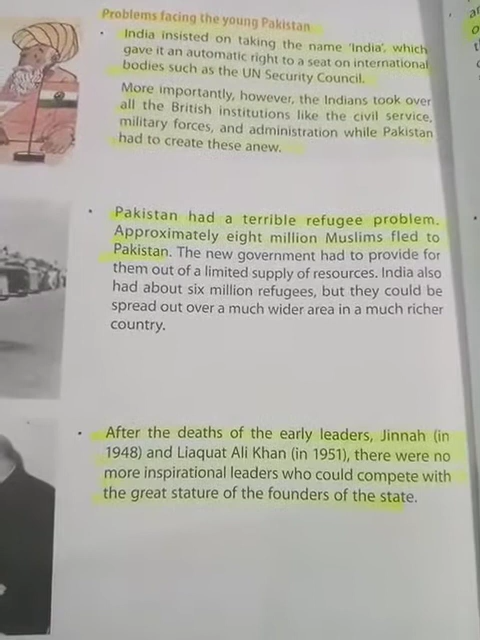 Problems facing the young Pakistan
• India insisted on taking the name 'India', which
gave it an automatic right to a seat on international
bodies such as the UN Security Council.
More importantly, however, the Indians took over
all the British institutions like the civil service,
military forces, and administration while Pakistan
had to create these anew.
• Pakistan had a terrible refugee problem.
Approximately eight million Muslims fled to
Pakistan. The new government had to provide for
them out of a limited supply of resources. India also
had about six million refugees, but they could be
spread out over a much wider area in a much richer
country.
• After the deaths of the early leaders, Jinnah (in
1948) and Liaquat Ali Khan (in 1951), there were no
more inspirational leaders who could compete with
the great stature of the founders of the state.